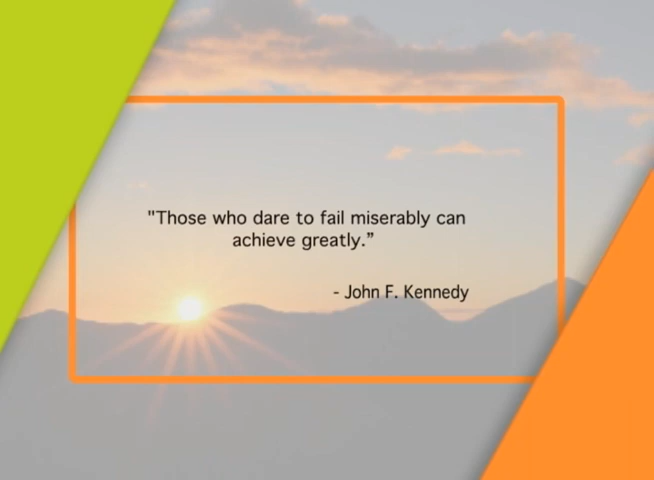 "Those who dare to fail miserably can
achieve greatly.”
- John F. Kennedy